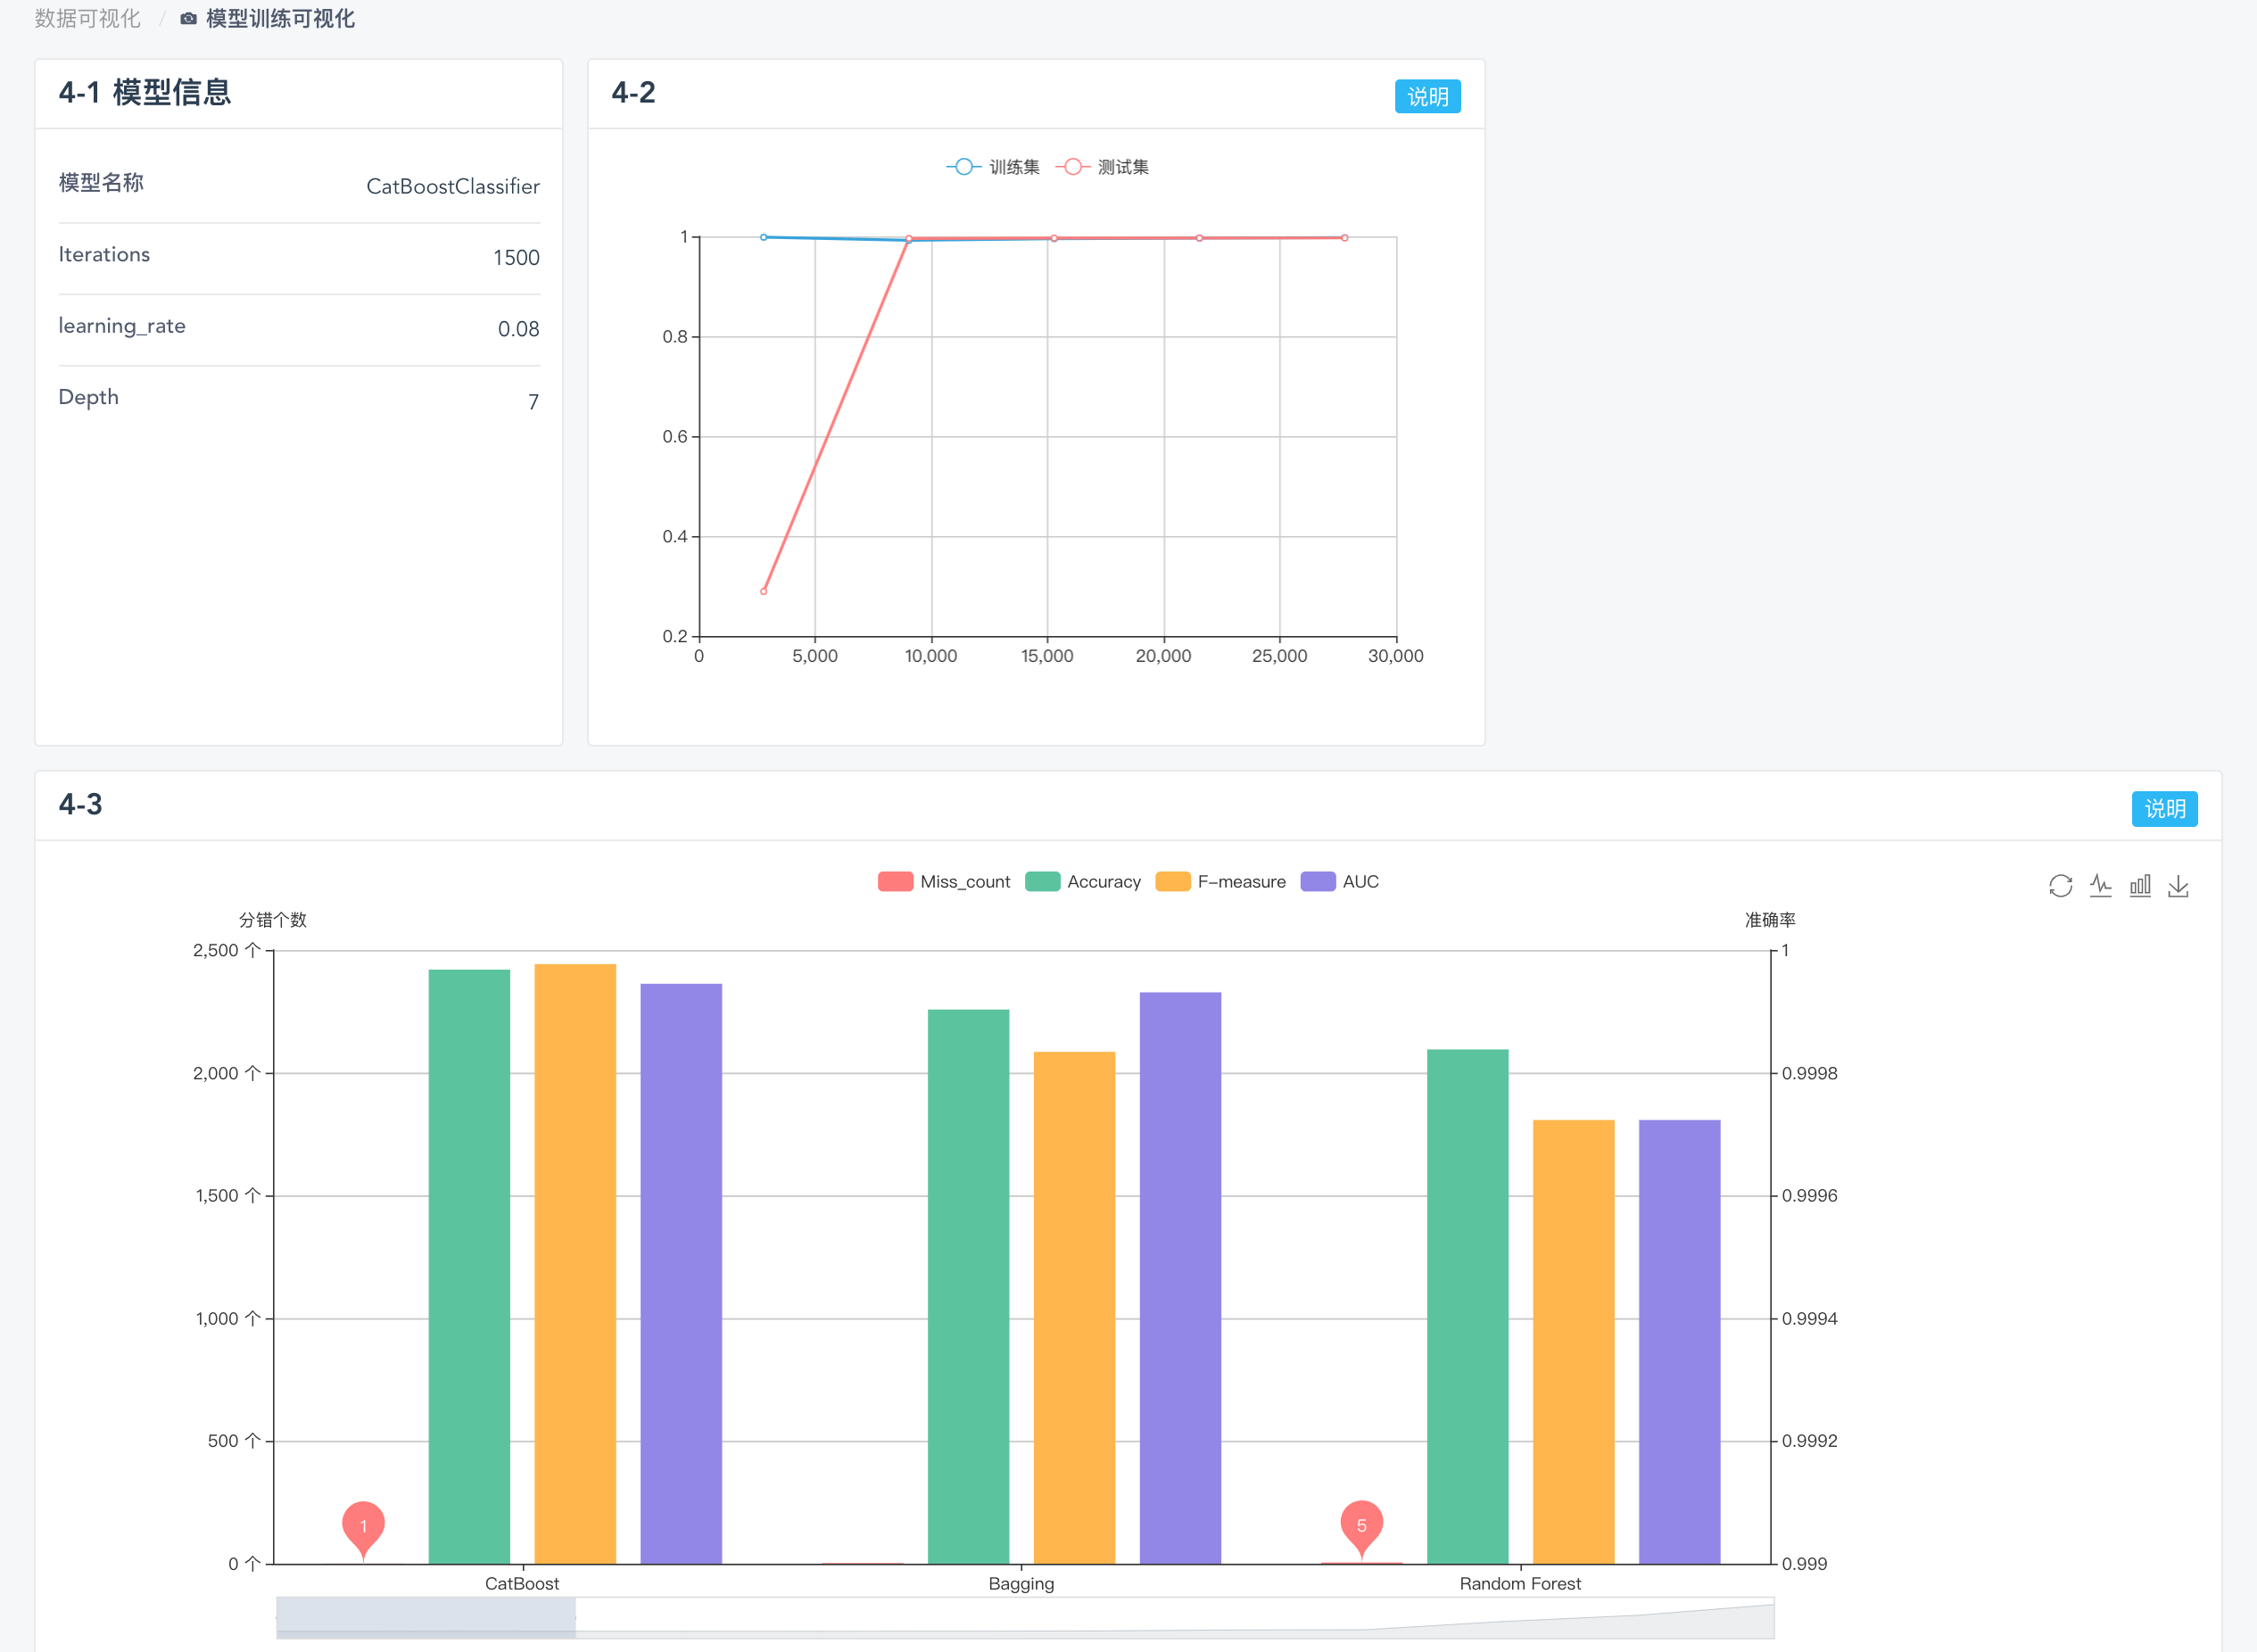 数据可视化 / 模型训练可视化
4-1 模型信息
模型名称 CatBoostClassifier
Iterations 1500
learning_rate 0.08
Depth 7
4-2 说明
训练集 测试集
1
0.8
0.6
0.4
0.2
0 5,000 10,000 15,000 20,000 25,000 30,000
4-3 说明
Miss_count Accuracy F-measure AUC
分错个数 准确率
2,500 个 1
2,000 个 0.9998
1,500 个 0.9996
1,000 个 0.9994
500 个 0.9992
1 5
0 个 0.999
CatBoost Bagging Random Forest